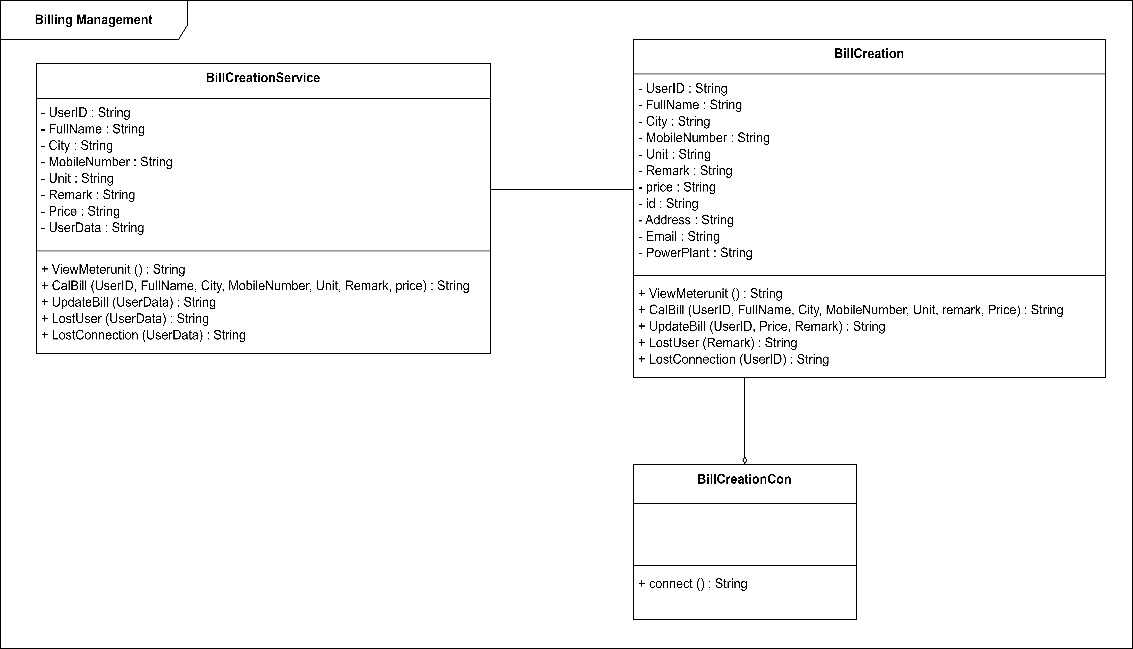 Billing Management
BillCreationService
- UserID : String
- FullName : String
- City : String
- MobileNumber : String
- Unit : String
- Remark : String
- Price : String
- UserData : String
+ ViewMeterunit () : String
+ CalBill (UserID, FullName, City, MobileNumber, Unit, Remark, price) : String
+ UpdateBill (UserData) : String
+ LostUser (UserData) : String
+ LostConnection (UserData) : String
BillCreation
- UserID : String
- FullName : String
- City : String
- MobileNumber : String
- Unit : String
- Remark : String
- price : String
- id : String
- Address : String
- Email : String
- PowerPlant : String
+ ViewMeterunit () : String
+ CalBill (UserID, FullName, City, MobileNumber, Unit, remark, Price) : String
+ UpdateBill (UserID, Price, Remark) : String
+ LostUser (Remark) : String
+ LostConnection (UserID) : String
BillCreationCon
+ connect () : String